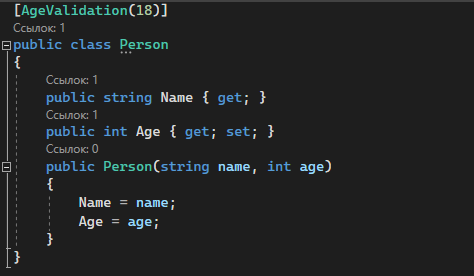 [AgeValidation(18)]
Ссылок: 1
public class Person
{
Ссылок: 1
public string Name { get; }
Ссылок: 1
public int Age { get; set; }
Ссылок: 0
public Person(string name, int age)
{
Name = name;
Age = age;
}
}